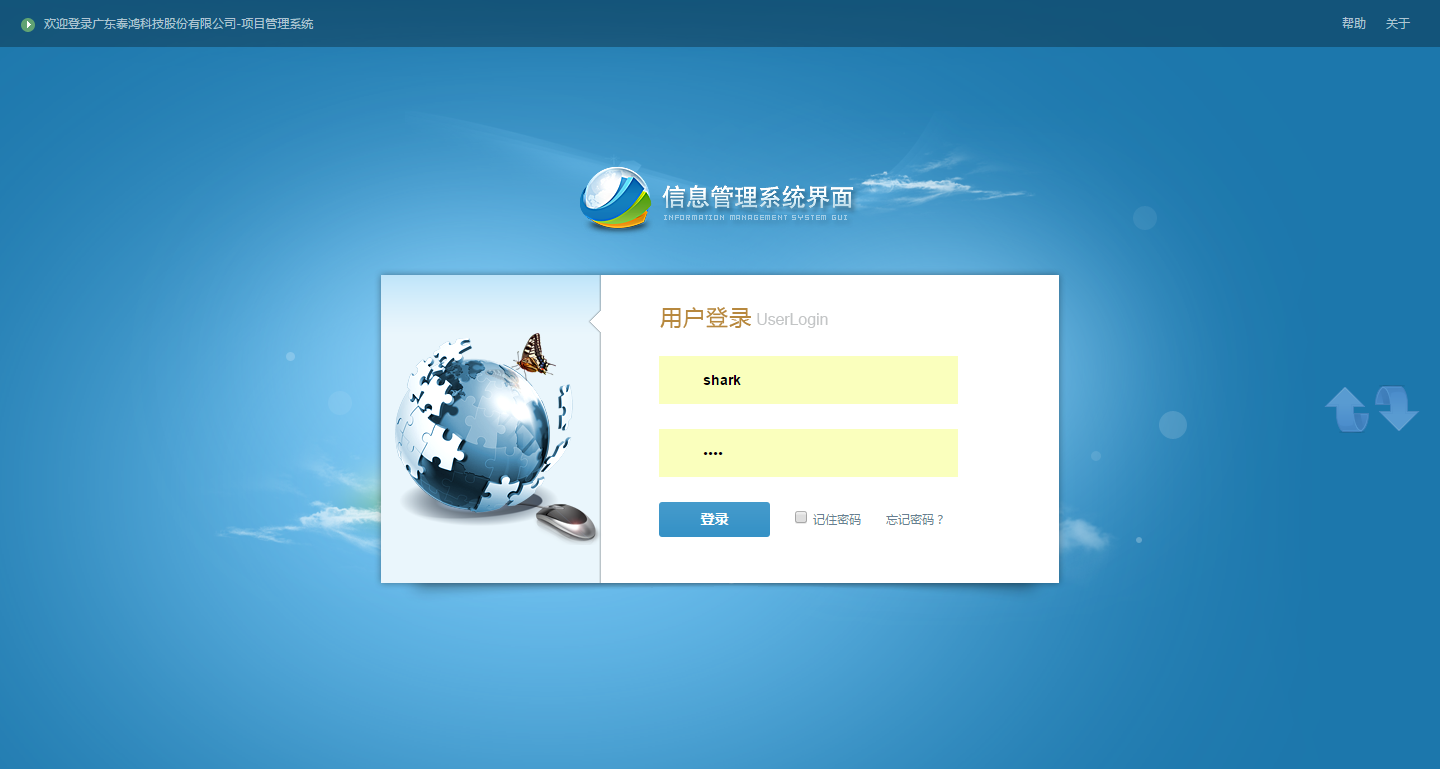 欢迎登录广东泰鸿科技股份有限公司-项目管理系统
帮助 关于
信息管理系统界面
INFORMATION MANAGEMENT SYSTEM GUI
用户登录 UserLogin
shark
••••
登录 记住密码 忘记密码？